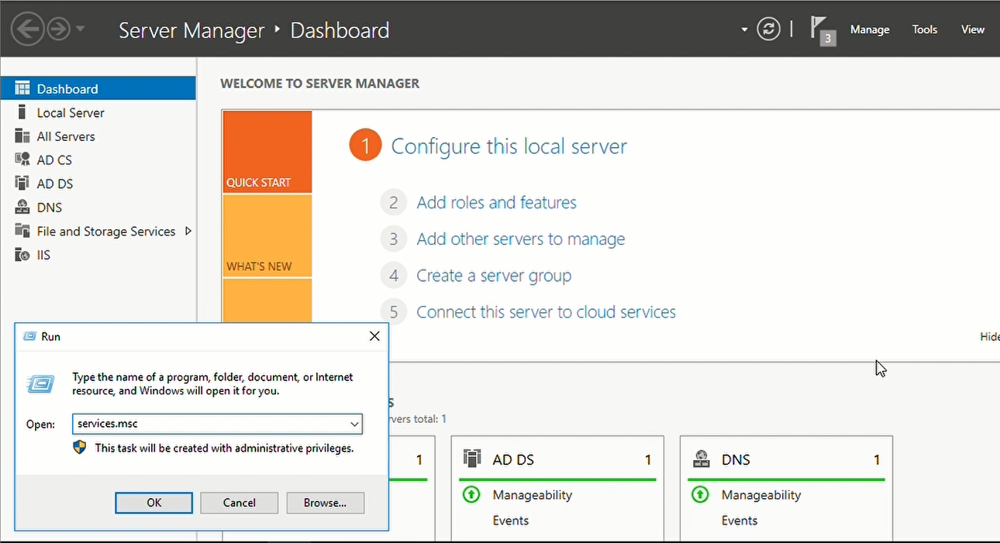 Server Manager ‣ Dashboard
3
Manage
Tools
View
Dashboard
Local Server
All Servers
AD CS
AD DS
DNS
File and Storage Services
IIS
WELCOME TO SERVER MANAGER
QUICK START
WHAT'S NEW
1 Configure this local server
2 Add roles and features
3 Add other servers to manage
4 Create a server group
5 Connect this server to cloud services
Hide
Run
Type the name of a program, folder, document, or Internet
resource, and Windows will open it for you.
Open:
services.msc
This task will be created with administrative privileges.
OK
Cancel
Browse...
total: 1
1
AD DS 1
Manageability
Events
DNS 1
Manageability
Events